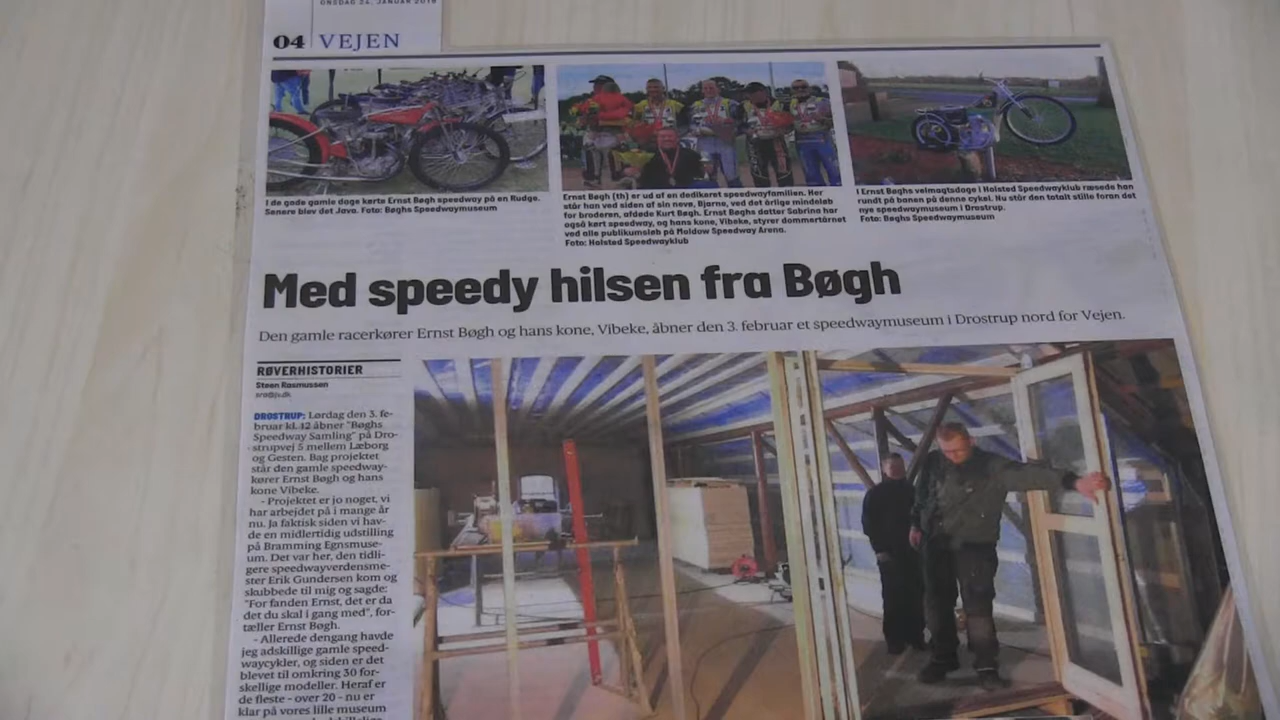 ONSDAG 24. JANUAR 2018
04 VEJEN
I de gode gamle dage kørte Ernst Bøgh speedway på en Rudge.
Senere blev det Java. Foto: Bøghs Speedwaymuseum
Ernst Bøgh (th) er ud af en dedikeret speedwayfamilien. Her
står han ved siden af sin nevø, Bjarne, ved det årlige mindeløb
for broderen, afdøde Kurt Bøgh. Ernst Bøghs datter Sabrina har
også kørt speedway, og hans kone, Vibeke, styrer dommertårnet
ved alle publikumsløb på Moldow Speedway Arena.
Foto: Holsted Speedwayklub
I Ernst Bøghs velmagtsdage i Holsted Speedwayklub ræsede han
rundt på banen på denne cykel. Nu står den totalt stille foran det
nye speedwaymuseum i Drostrup.
Foto: Bøghs Speedwaymuseum
Med speedy hilsen fra Bøgh
Den gamle racerkører Ernst Bøgh og hans kone, Vibeke, åbner den 3. februar et speedwaymuseum i Drostrup nord for Vejen.
RØVERHISTORIER
Steen Rasmussen
sra@jv.dk
DROSTRUP: Lørdag den 3. fe-
bruar kl. 12 åbner "Bøghs
Speedway Samling" på Dro-
strupvej 5 mellem Læborg
og Gesten. Bag projektet
står den gamle speedway-
kører Ernst Bøgh og hans
kone Vibeke.
- Projektet er jo noget, vi
har arbejdet på i mange år
nu. Ja faktisk siden vi hav-
de en midlertidig udstilling
på Bramming Egnsmuse-
um. Det var her, den tidli-
gere speedwayverdensme-
ster Erik Gundersen kom og
skubbede til mig og sagde:
"For fanden Ernst, det er da
det du skal i gang med", for-
tæller Ernst Bøgh.
- Allerede dengang havde
jeg adskillige gamle speed-
waycykler, og siden er det
blevet til omkring 30 for-
skellige modeller. Heraf er
de fleste - over 20 - nu er
klar på vores lille museum